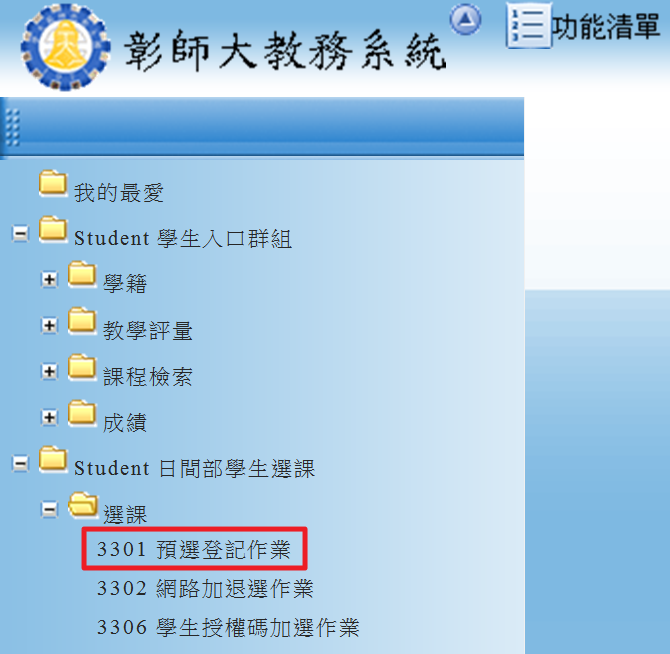 彰師大教務系統
功能清單
我的最愛
Student 學生入口群組
學籍
教學評量
課程檢索
成績
Student 日間部學生選課
選課
3301 預選登記作業
3302 網路加退選作業
3306 學生授權碼加選作業